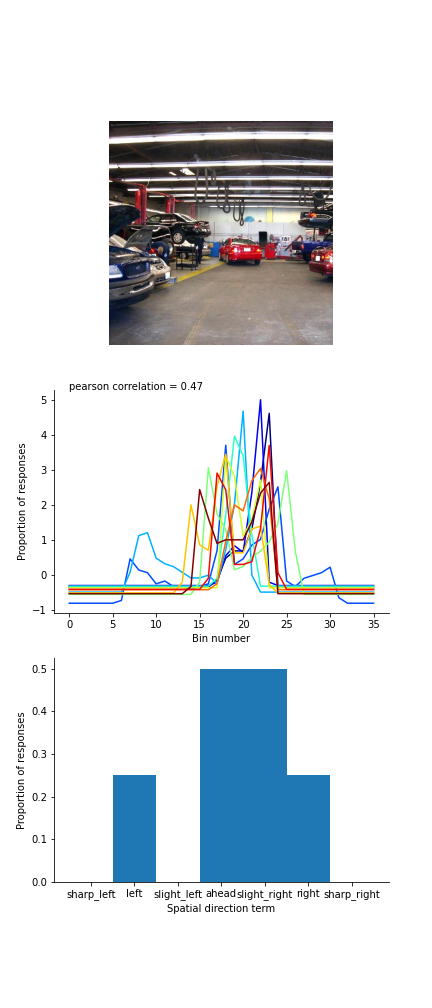 pearson correlation = 0.47
5
4
3
2
1
0
−1
Proportion of responses
0 5 10 15 20 25 30 35
Bin number
0.5
0.4
0.3
0.2
0.1
0.0
Proportion of responses
sharp_left left slight_left ahead slight_right right sharp_right
Spatial direction term